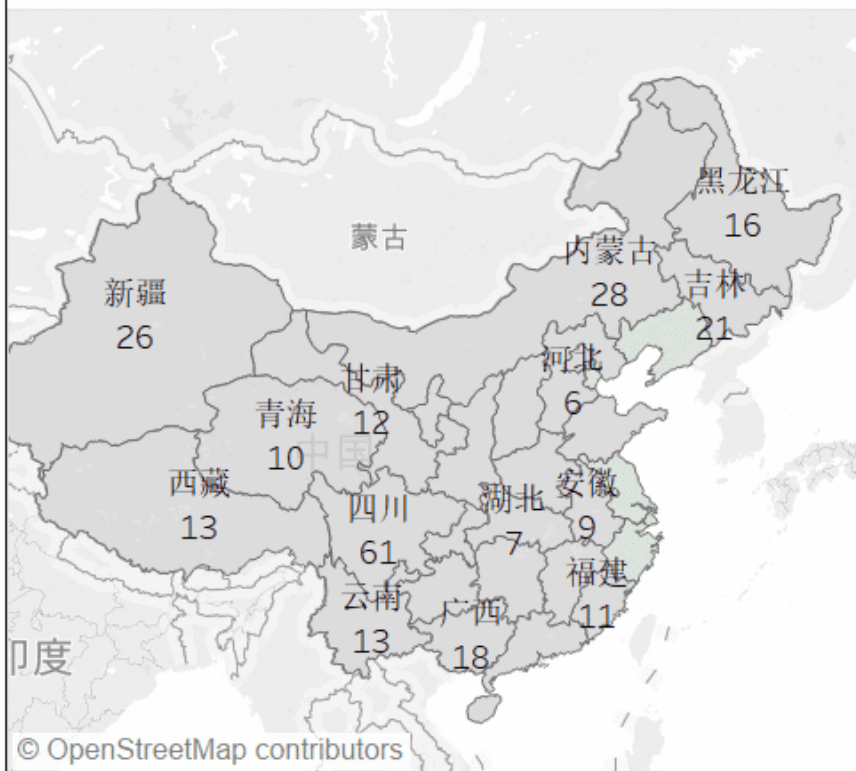 黑龙江
16
蒙古
内蒙古
28
吉林
21
新疆
26
河北
6
甘肃
12
青海
10
中国
西藏
13
四川
61
湖北
7
安徽
9
福建
11
云南
13
广西
18
印度
© OpenStreetMap contributors